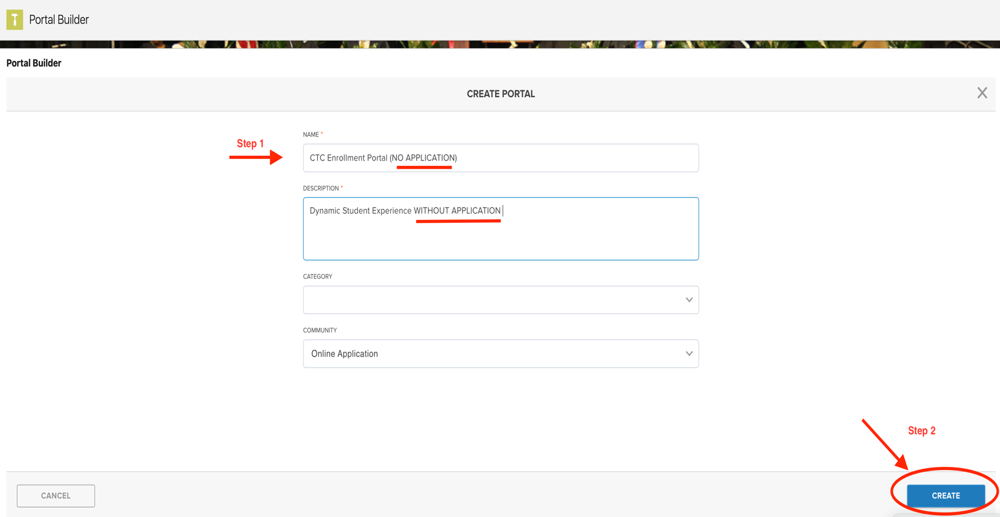 Portal Builder
Portal Builder
CREATE PORTAL
NAME *
Step 1
CTC Enrollment Portal (NO APPLICATION)
DESCRIPTION *
Dynamic Student Experience WITHOUT APPLICATION
CATEGORY
COMMUNITY
Online Application
Step 2
CANCEL
CREATE